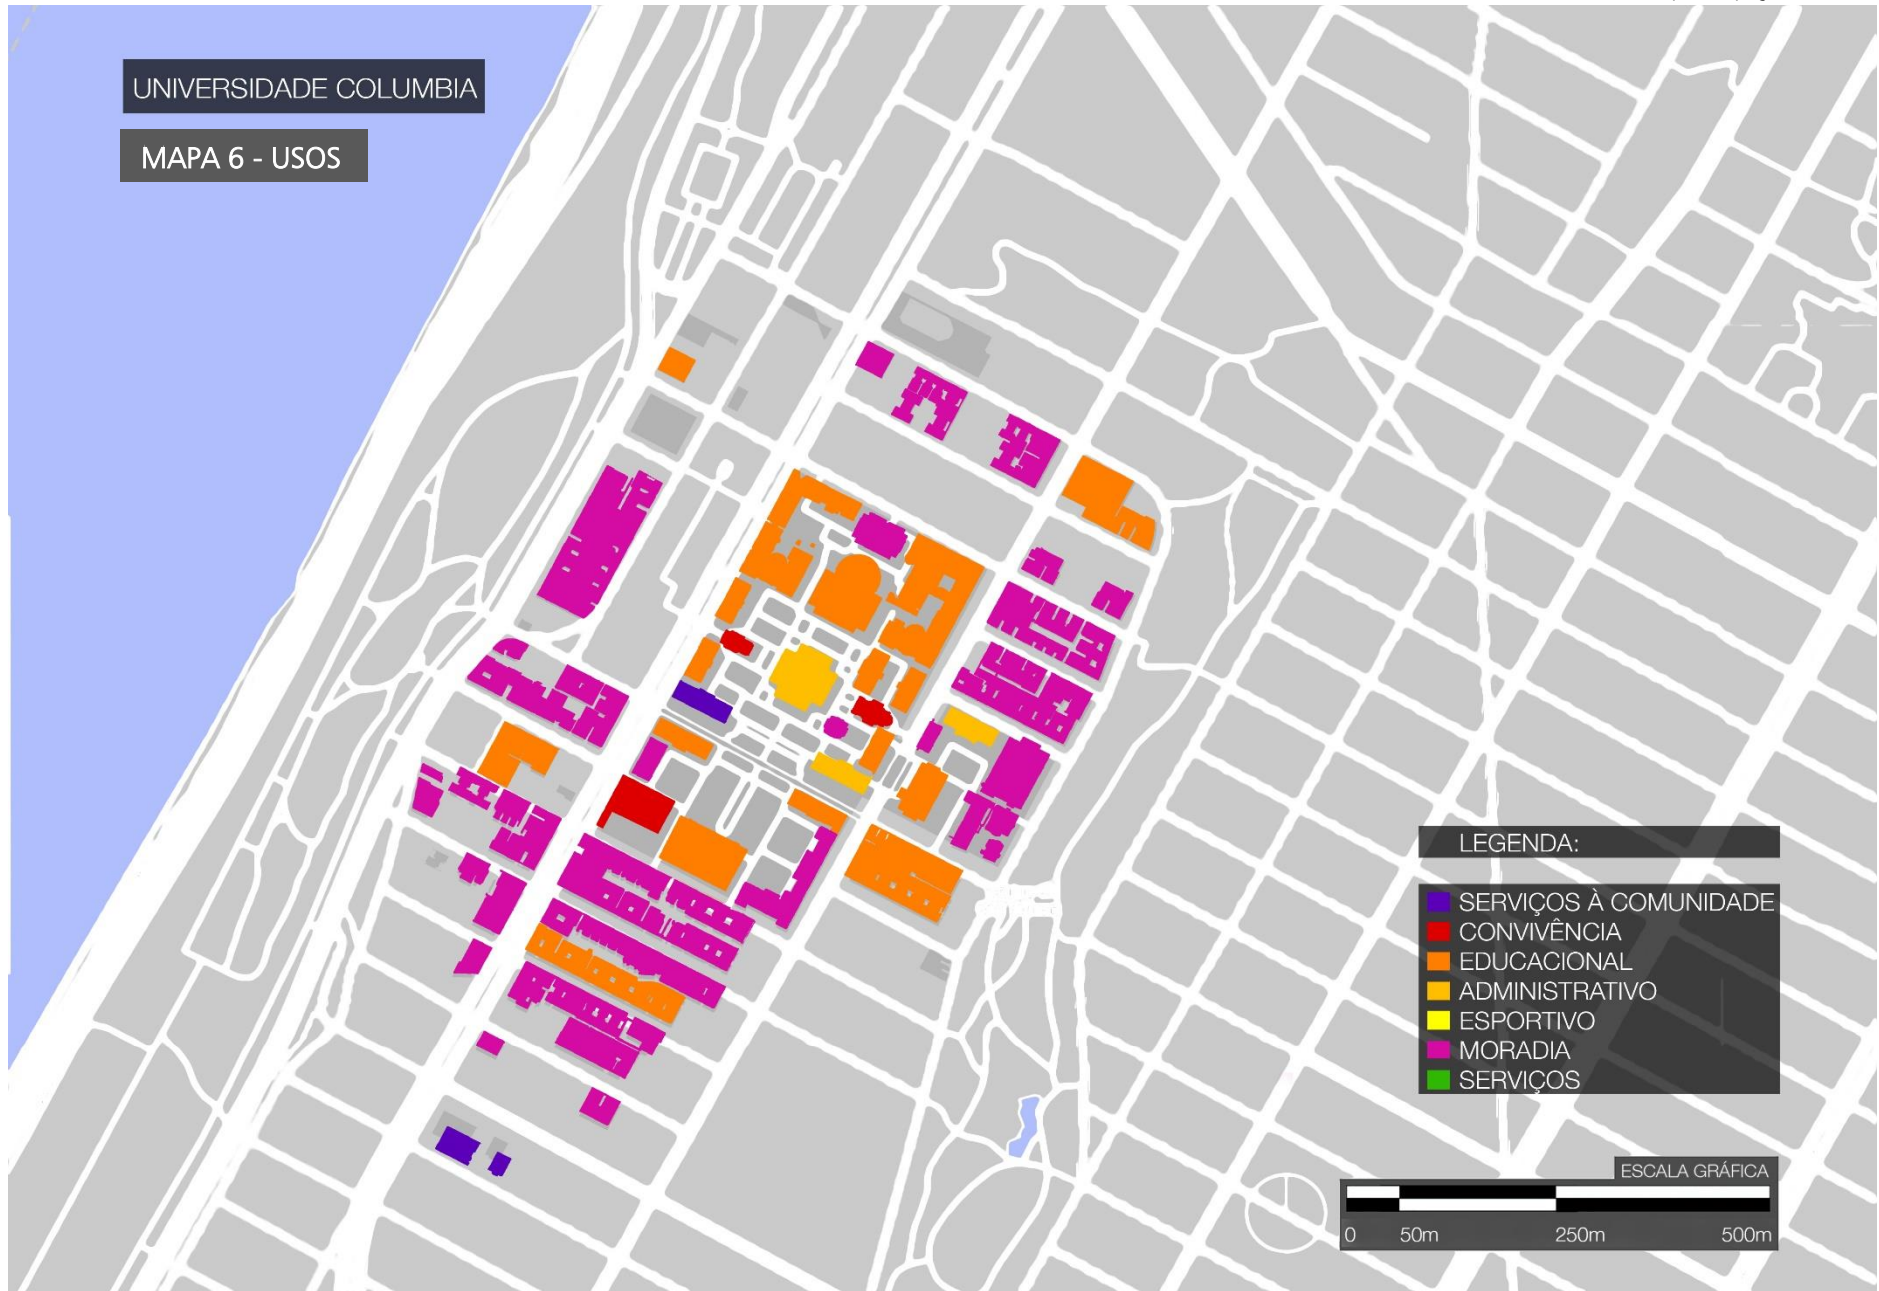 UNIVERSIDADE COLUMBIA
MAPA 6 - USOS
LEGENDA:
SERVIÇOS À COMUNIDADE
CONVIVÊNCIA
EDUCACIONAL
ADMINISTRATIVO
ESPORTIVO
MORADIA
SERVIÇOS
ESCALA GRÁFICA
0 50m 250m 500m